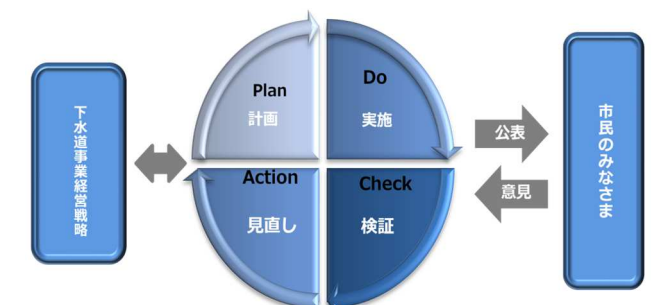 下水道事業経営戦略
Plan
計画
Do
実施
Action
見直し
Check
検証
公表
意見
市民のみなさま